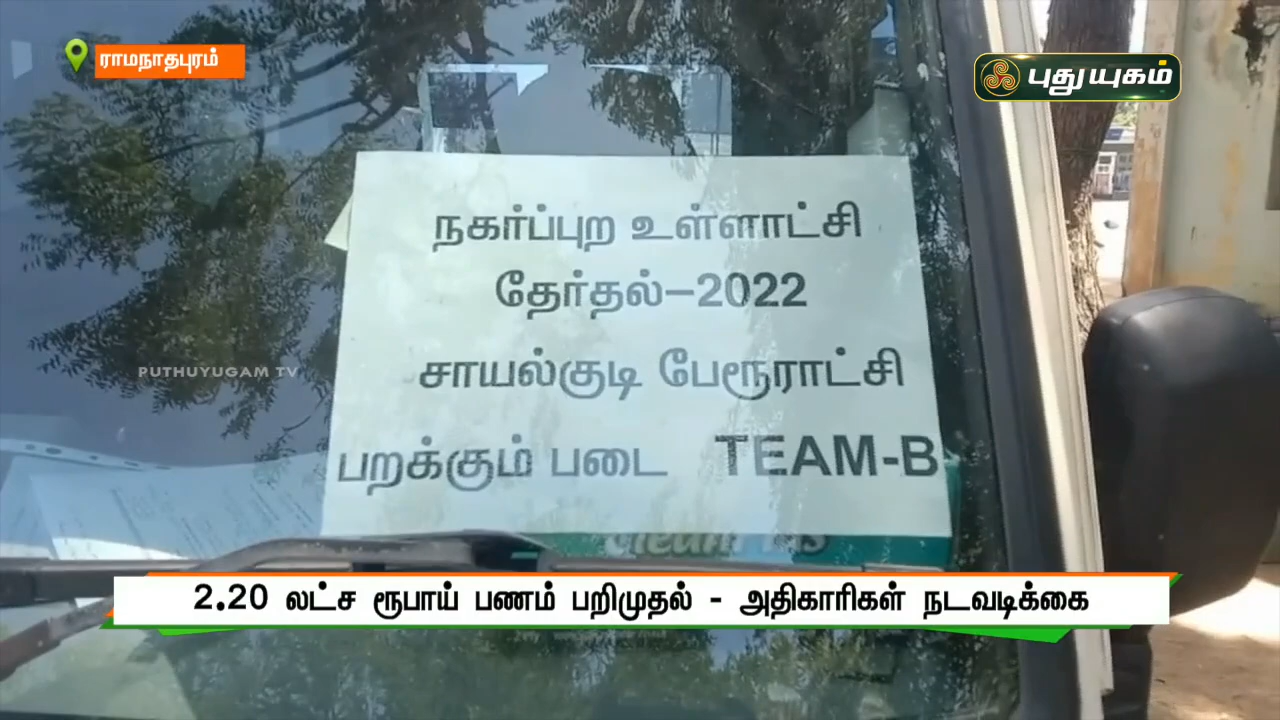 ராமநாதபுரம்
புதுயுகம்
நகர்ப்புற உள்ளாட்சி
தேர்தல்-2022
சாயல்குடி பேரூராட்சி
PUTHUYUGAM TV
பறக்கும் படை TEAM-B
2.20 லட்ச ரூபாய் பணம் பறிமுதல் - அதிகாரிகள் நடவடிக்கை